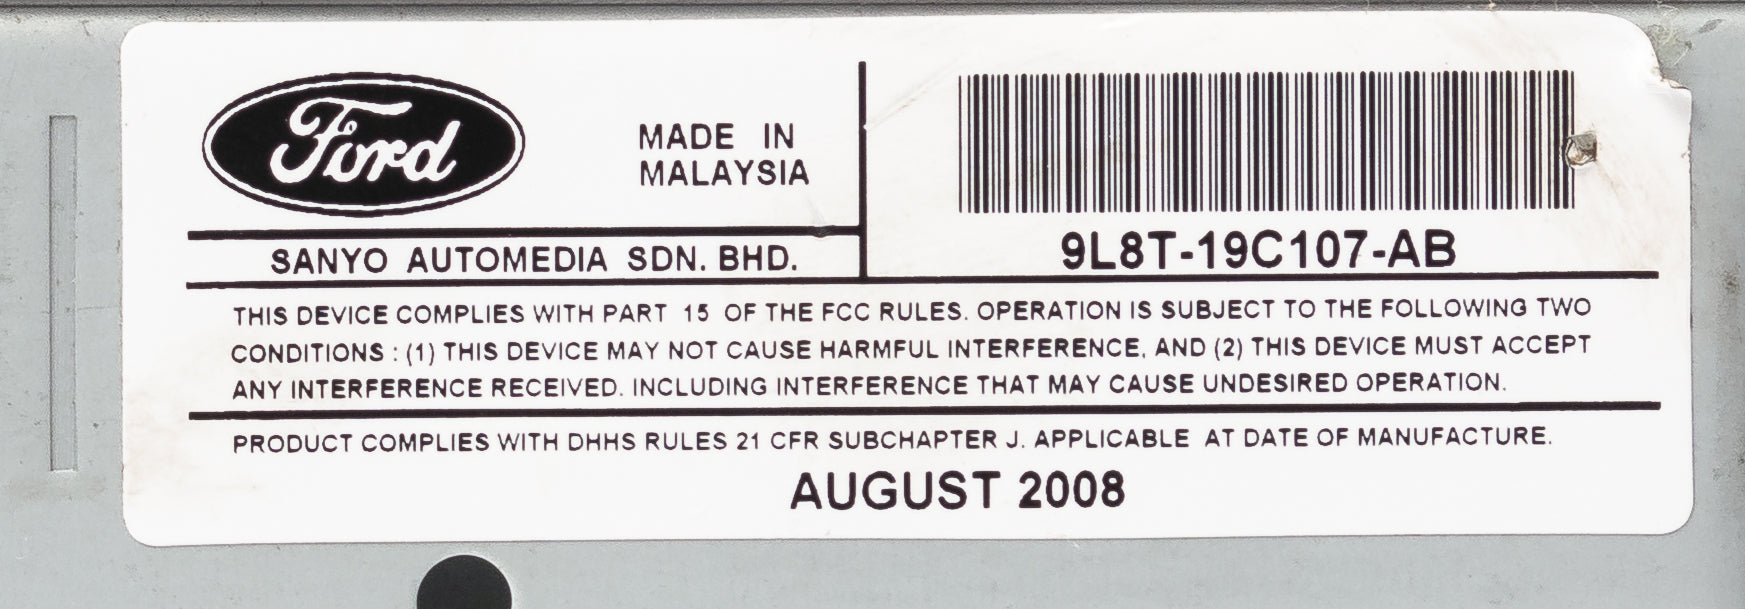 Ford
MADE IN
MALAYSIA
SANYO AUTOMEDIA SDN. BHD.
9L8T-19C107-AB
THIS DEVICE COMPLIES WITH PART 15 OF THE FCC RULES. OPERATION IS SUBJECT TO THE FOLLOWING TWO
CONDITIONS : (1) THIS DEVICE MAY NOT CAUSE HARMFUL INTERFERENCE, AND (2) THIS DEVICE MUST ACCEPT
ANY INTERFERENCE RECEIVED. INCLUDING INTERFERENCE THAT MAY CAUSE UNDESIRED OPERATION.
PRODUCT COMPLIES WITH DHHS RULES 21 CFR SUBCHAPTER J. APPLICABLE AT DATE OF MANUFACTURE.
AUGUST 2008